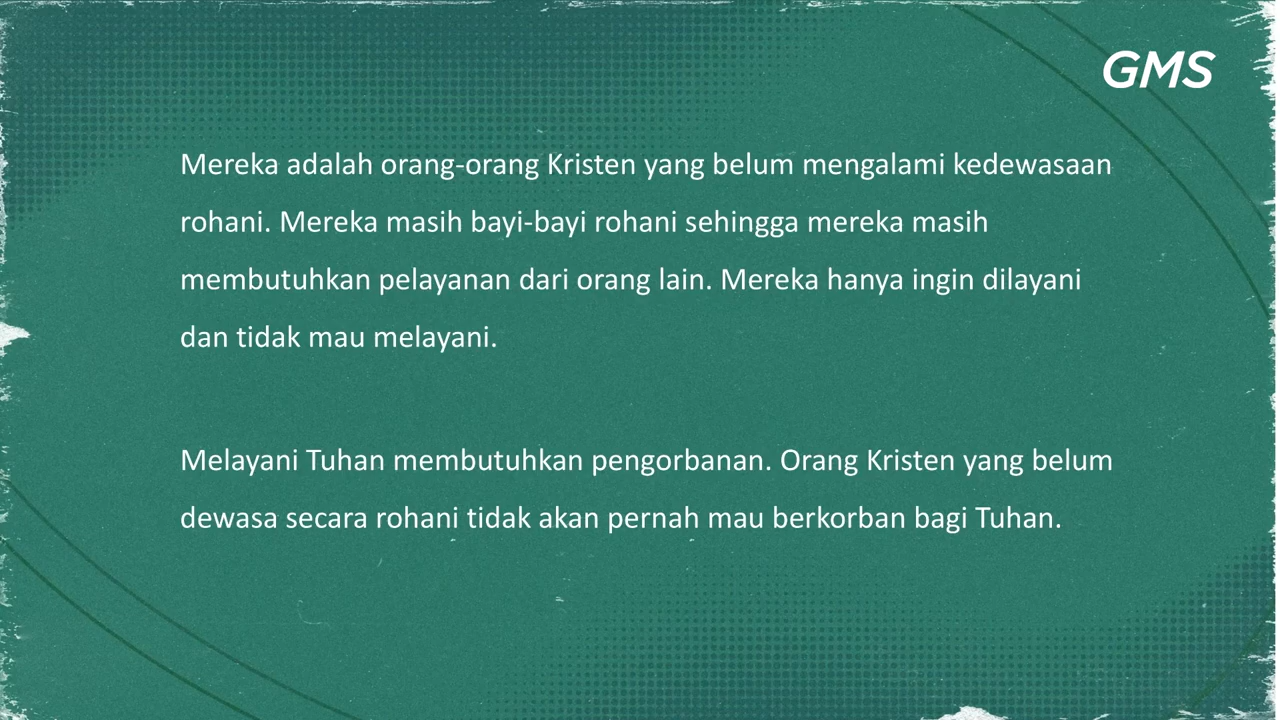 GMS
Mereka adalah orang-orang Kristen yang belum mengalami kedewasaan
rohani. Mereka masih bayi-bayi rohani sehingga mereka masih
membutuhkan pelayanan dari orang lain. Mereka hanya ingin dilayani
dan tidak mau melayani.
Melayani Tuhan membutuhkan pengorbanan. Orang Kristen yang belum
dewasa secara rohani tidak akan pernah mau berkorban bagi Tuhan.